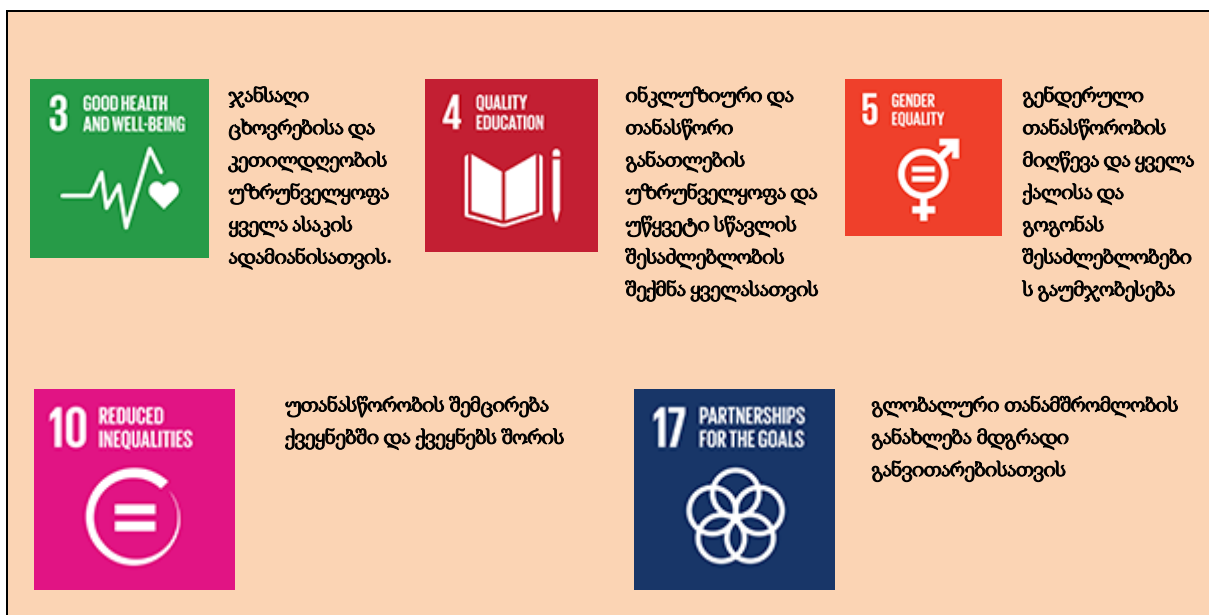 3 GOOD HEALTH
AND WELL-BEING
ჯანსაღი
ცხოვრებისა და
კეთილდღეობის
უზრუნველყოფა
ყველა ასაკის
ადამიანისათვის.
4 QUALITY
EDUCATION
ინკლუზიური და
თანასწორი
განათლების
უზრუნველყოფა და
უწყვეტი სწავლის
შესაძლებლობის
შექმნა ყველასათვის
5 GENDER
EQUALITY
გენდერული
თანასწორობის
მიღწევა და ყველა
ქალისა და
გოგონას
შესაძლებლობები
ს გაუმჯობესება
10 REDUCED
INEQUALITIES
უთანასწორობის შემცირება
ქვეყნებში და ქვეყნებს შორის
17 PARTNERSHIPS
FOR THE GOALS
გლობალური თანამშრომლობის
განახლება მდგრადი
განვითარებისათვის